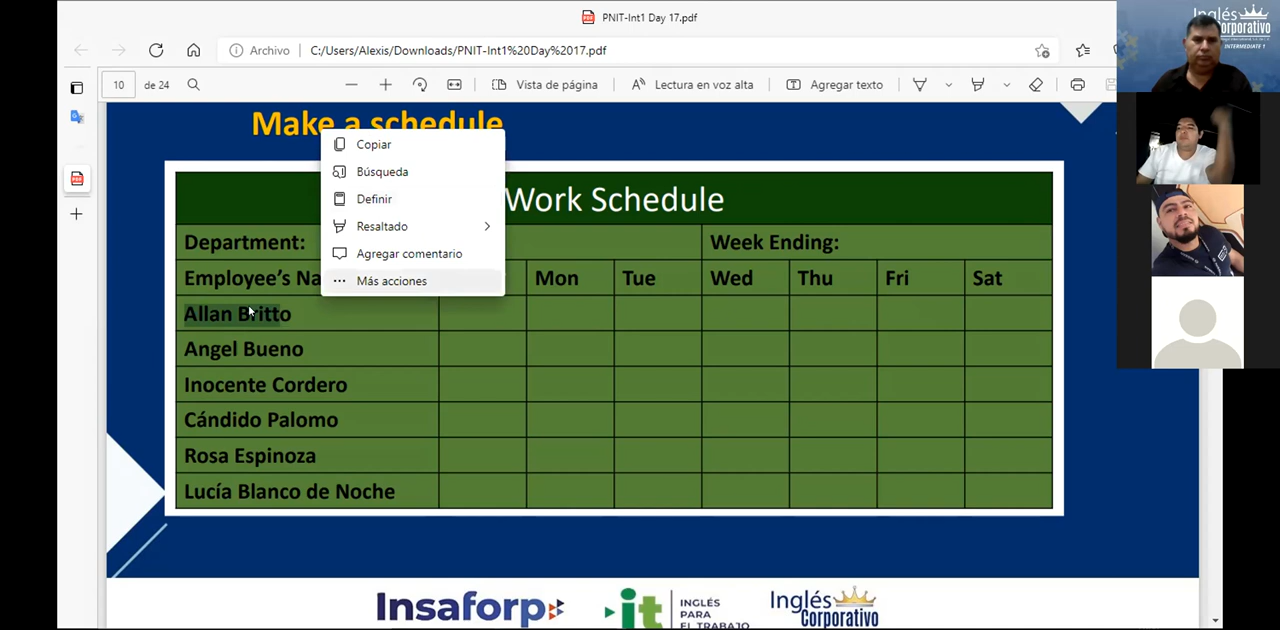 PNIT-Int1 Day 17.pdf
Archivo
C:/Users/Alexis/Downloads/PNIT-Int1%20Day%2017.pdf
10 de 24
Vista de página
Lectura en voz alta
Agregar texto
Inglés
Corporativo
INTERMEDIATE 1
Make a schedule
Copiar
Búsqueda
Definir
Resaltado
Agregar comentario
Más acciones
Work Schedule
Department: Week Ending:
Employee's Na Mon Tue Wed Thu Fri Sat
Allan Britto
Angel Bueno
Inocente Cordero
Cándido Palomo
Rosa Espinoza
Lucía Blanco de Noche
Insaforp
it
INGLÉS
PARA
EL TRABAJO
Inglés
Corporativo